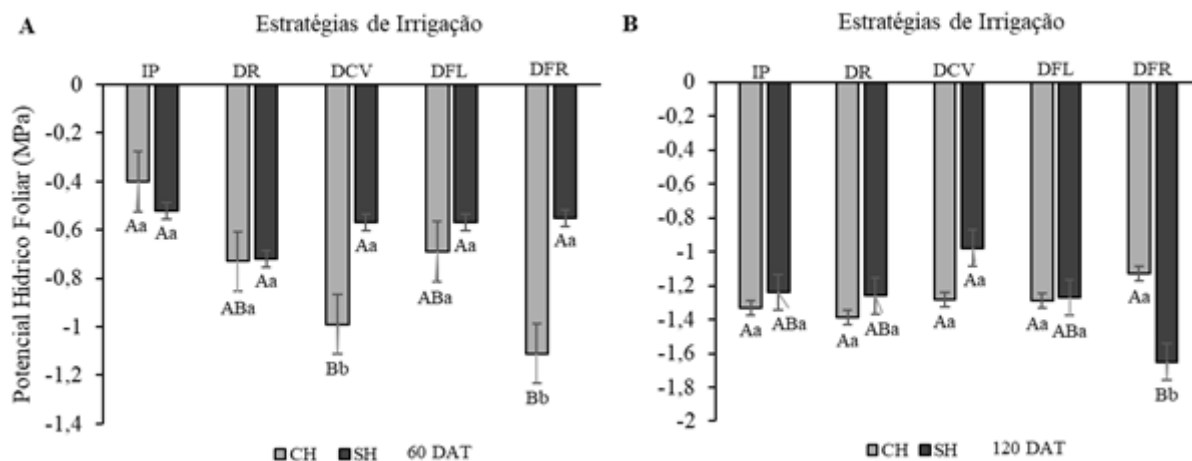 A
Estratégias de Irrigação
IP DR DCV DFL DFR
Potencial Hídrico Foliar (MPa)
0
-0,2
-0,4
-0,6
-0,8
-1
-1,2
-1,4
Aa Aa ABa Aa Bb Aa ABa Aa Bb Aa
CH SH 60 DAT
B
Estratégias de Irrigação
IP DR DCV DFL DFR
0
-0,2
-0,4
-0,6
-0,8
-1
-1,2
-1,4
-1,6
-1,8
-2
Aa ABa Aa ABa Aa Aa Aa ABa Aa Bb
CH SH 120 DAT